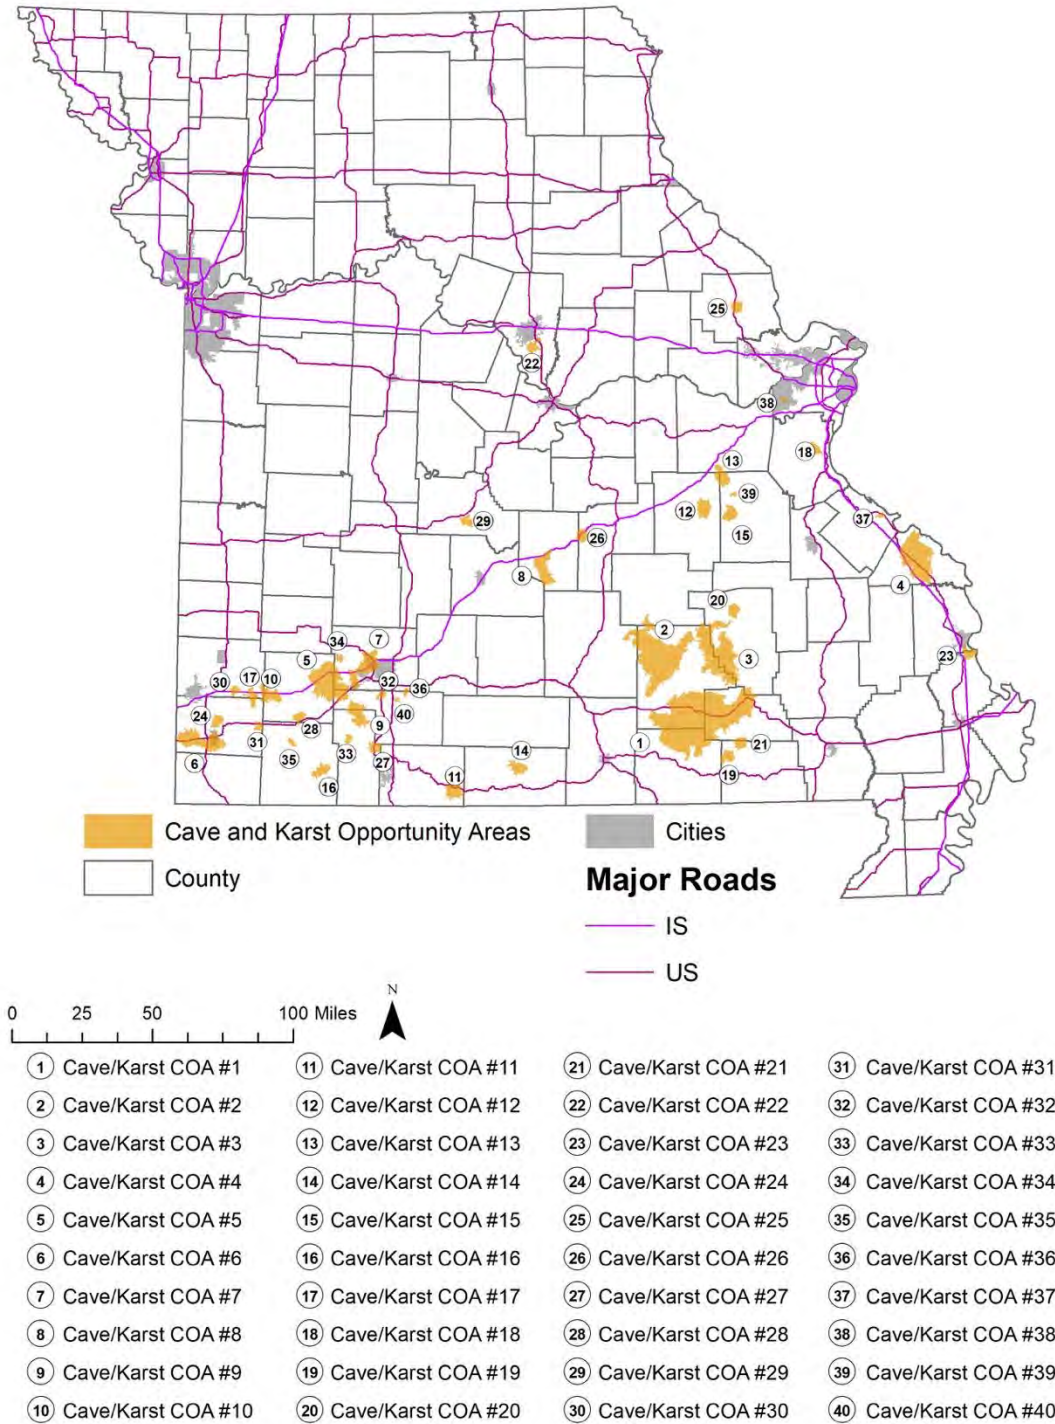 25
22
38
18
13
39
12
15
29
26
37
8
4
20
2
34
7
3
23
5
30
17
10
32
36
40
24
28
9
1
21
31
35
33
14
6
27
19
11
16
Cave and Karst Opportunity Areas
Cities
County
Major Roads
IS
US
N
0 25 50 100 Miles
1 Cave/Karst COA #1
2 Cave/Karst COA #2
3 Cave/Karst COA #3
4 Cave/Karst COA #4
5 Cave/Karst COA #5
6 Cave/Karst COA #6
7 Cave/Karst COA #7
8 Cave/Karst COA #8
9 Cave/Karst COA #9
10 Cave/Karst COA #10
11 Cave/Karst COA #11
12 Cave/Karst COA #12
13 Cave/Karst COA #13
14 Cave/Karst COA #14
15 Cave/Karst COA #15
16 Cave/Karst COA #16
17 Cave/Karst COA #17
18 Cave/Karst COA #18
19 Cave/Karst COA #19
20 Cave/Karst COA #20
21 Cave/Karst COA #21
22 Cave/Karst COA #22
23 Cave/Karst COA #23
24 Cave/Karst COA #24
25 Cave/Karst COA #25
26 Cave/Karst COA #26
27 Cave/Karst COA #27
28 Cave/Karst COA #28
29 Cave/Karst COA #29
30 Cave/Karst COA #30
31 Cave/Karst COA #31
32 Cave/Karst COA #32
33 Cave/Karst COA #33
34 Cave/Karst COA #34
35 Cave/Karst COA #35
36 Cave/Karst COA #36
37 Cave/Karst COA #37
38 Cave/Karst COA #38
39 Cave/Karst COA #39
40 Cave/Karst COA #40